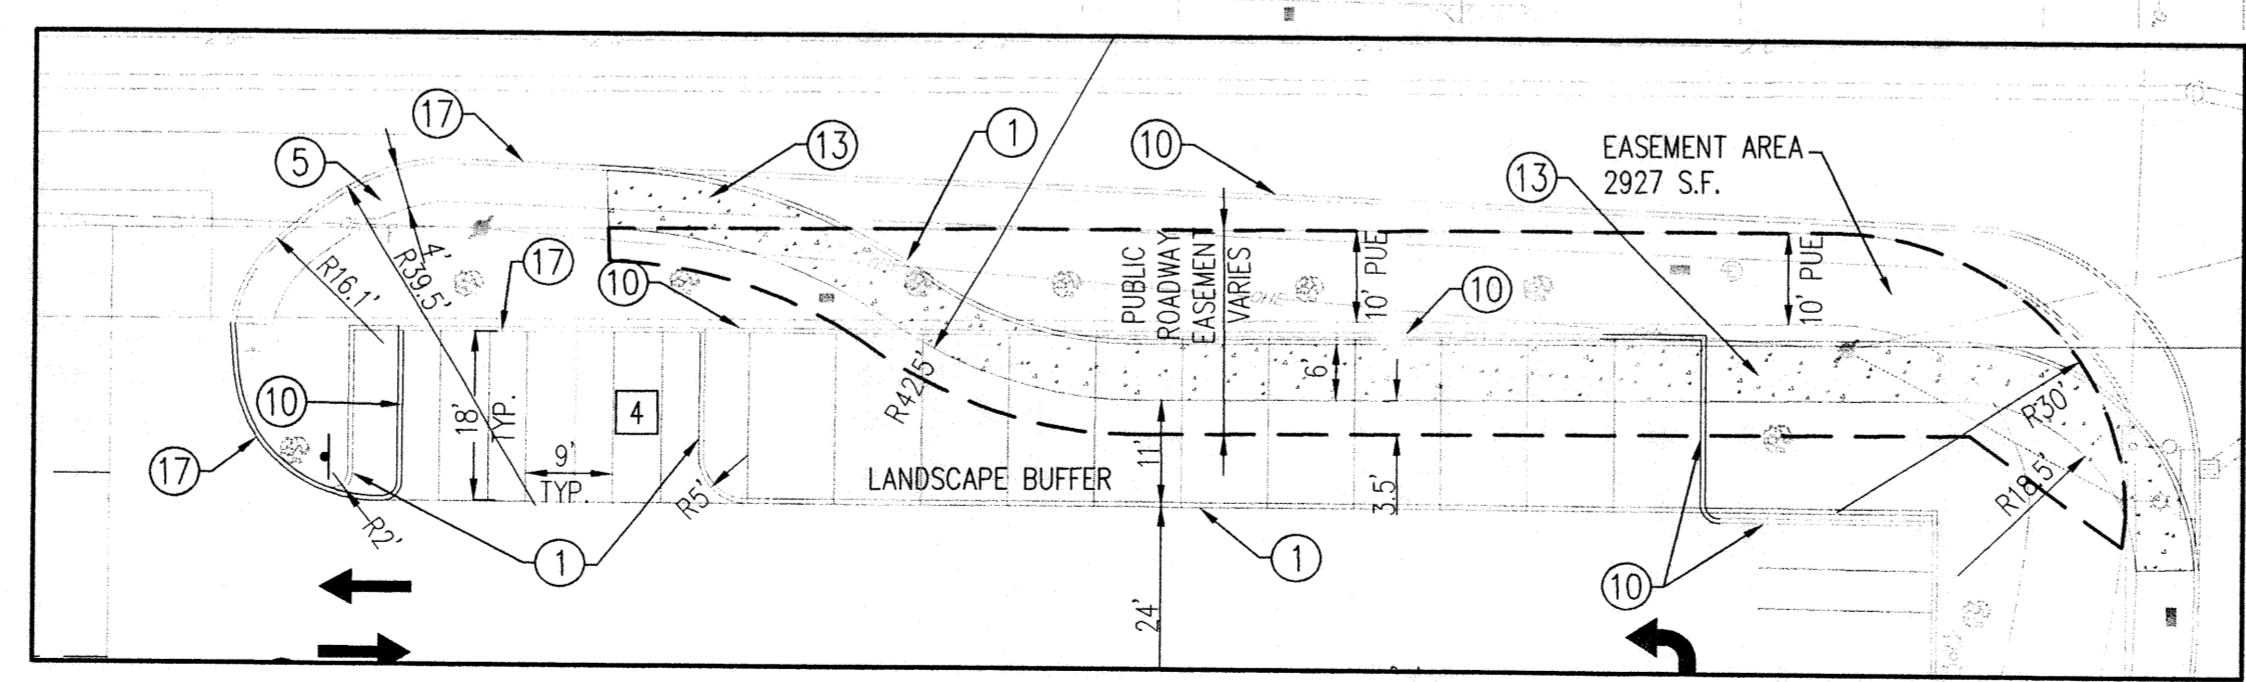 17
5
13
1
10
13
EASEMENT AREA
2927 S.F.
4'
R39.5'
R16.1'
17
10
PUBLIC
ROADWAY
EASEMENT
VARIES
10' PUE
10
10' PUE
OHE
10
17
18'
TYP.
4
9'
TYP.
R42.5'
6'
R30'
R2'
R5'
LANDSCAPE BUFFER
11'
3.5'
R18.5'
1
1
10
24'